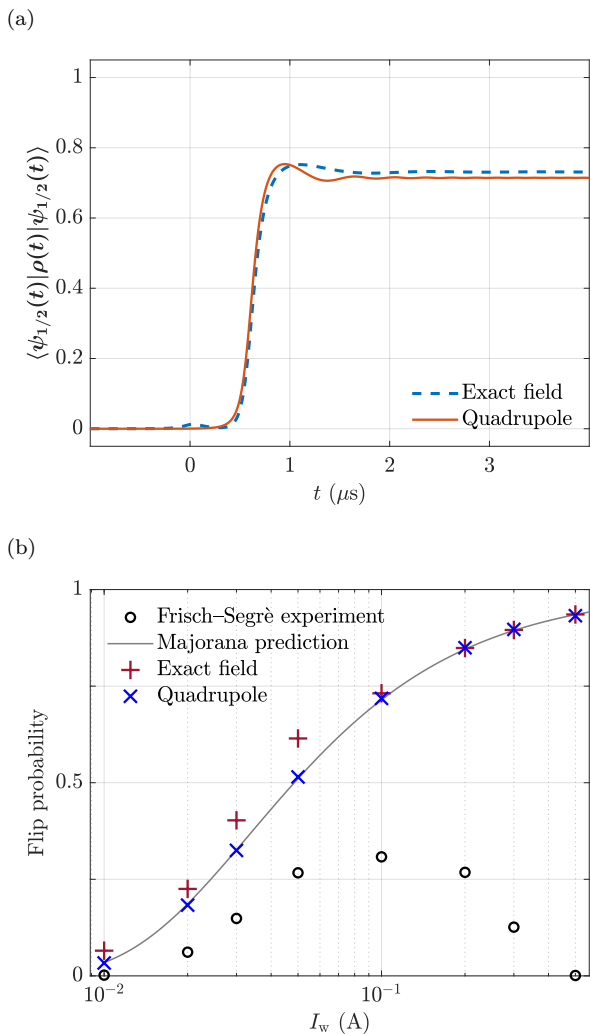 (a)
1
0.8
0.6
0.4
0.2
0
⟨ψ1/2(t)|ρ(t)|ψ1/2(t)⟩
Exact field
Quadrupole
0 1 2 3
t (μs)
(b)
1
0.5
0
Flip probability
Frisch–Segrè experiment
Majorana prediction
Exact field
Quadrupole
10⁻² 10⁻¹
Iw (A)